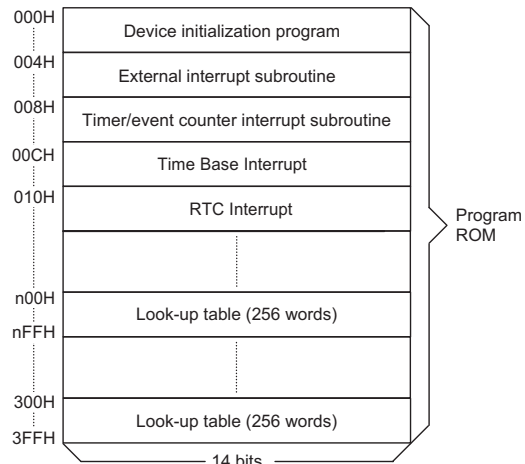 000H
Device initialization program
004H
External interrupt subroutine
008H
Timer/event counter interrupt subroutine
00CH
Time Base Interrupt
010H
RTC Interrupt
Program
ROM
n00H
Look-up table (256 words)
nFFH
300H
Look-up table (256 words)
3FFH
14 bits